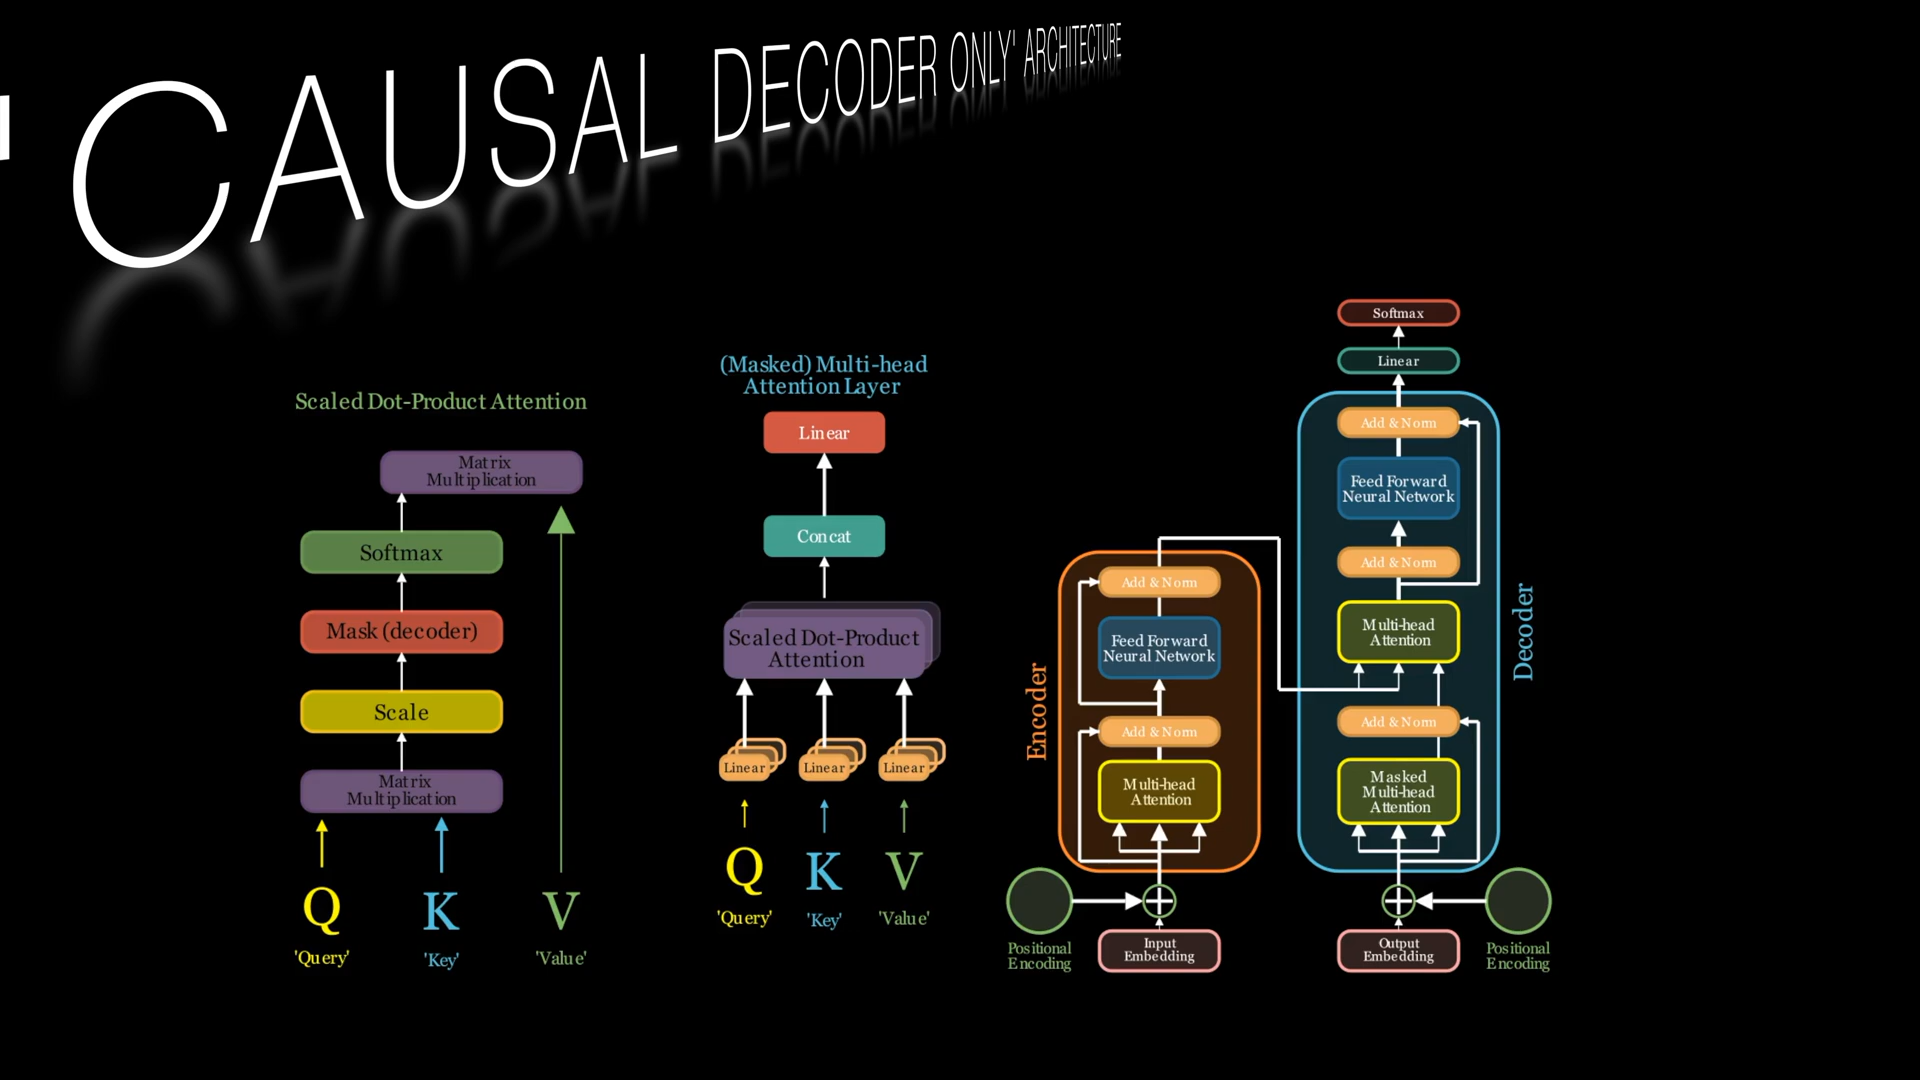 'CAUSAL DECODER ONLY' ARCHITECTURE
Scaled Dot-Product Attention
Matrix
Multiplication
Softmax
Mask (decoder)
Scale
Matrix
Multiplication
Q
K
V
'Query'
'Key'
'Value'
(Masked) Multi-head
Attention Layer
Linear
Concat
Scaled Dot-Product
Attention
Linear
Linear
Linear
Q
K
V
'Query'
'Key'
'Value'
Encoder
Add & Norm
Feed Forward
Neural Network
Add & Norm
Multi-head
Attention
Positional
Encoding
Input
Embedding
Softmax
Linear
Add & Norm
Feed Forward
Neural Network
Add & Norm
Multi-head
Attention
Add & Norm
Masked
Multi-head
Attention
Decoder
Output
Embedding
Positional
Encoding